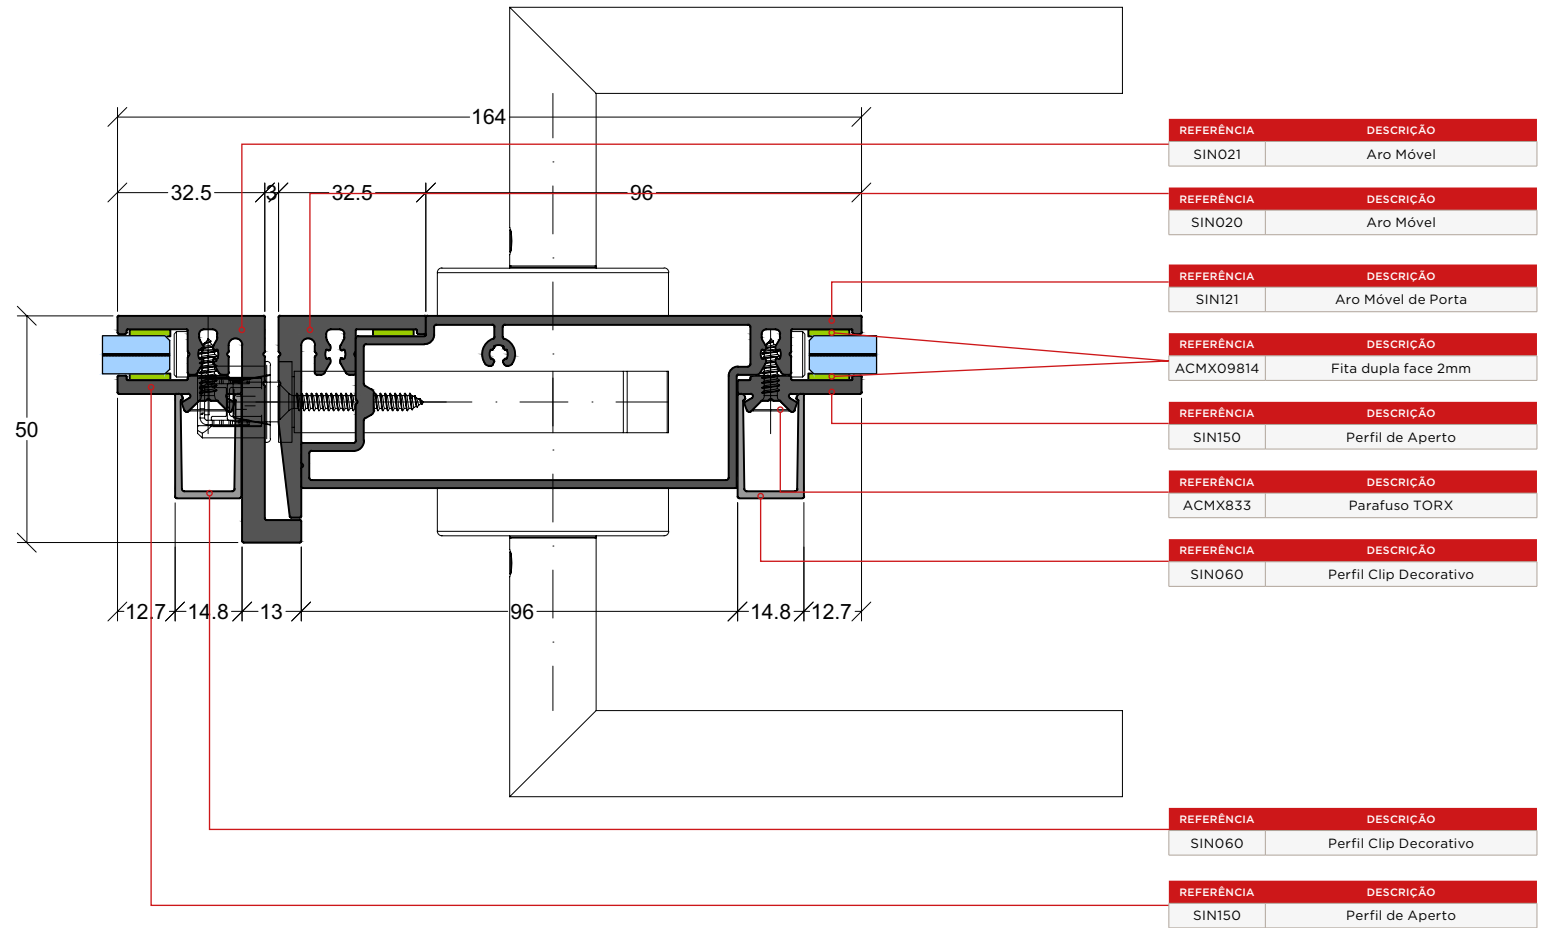 164
32.5 3 32.5 96
50
12.7 14.8 13 96 14.8 12.7
REFERÊNCIA DESCRIÇÃO
SIN021 Aro Móvel
REFERÊNCIA DESCRIÇÃO
SIN020 Aro Móvel
REFERÊNCIA DESCRIÇÃO
SIN121 Aro Móvel de Porta
REFERÊNCIA DESCRIÇÃO
ACMX09814 Fita dupla face 2mm
REFERÊNCIA DESCRIÇÃO
SIN150 Perfil de Aperto
REFERÊNCIA DESCRIÇÃO
ACMX833 Parafuso TORX
REFERÊNCIA DESCRIÇÃO
SIN060 Perfil Clip Decorativo
REFERÊNCIA DESCRIÇÃO
SIN060 Perfil Clip Decorativo
REFERÊNCIA DESCRIÇÃO
SIN150 Perfil de Aperto